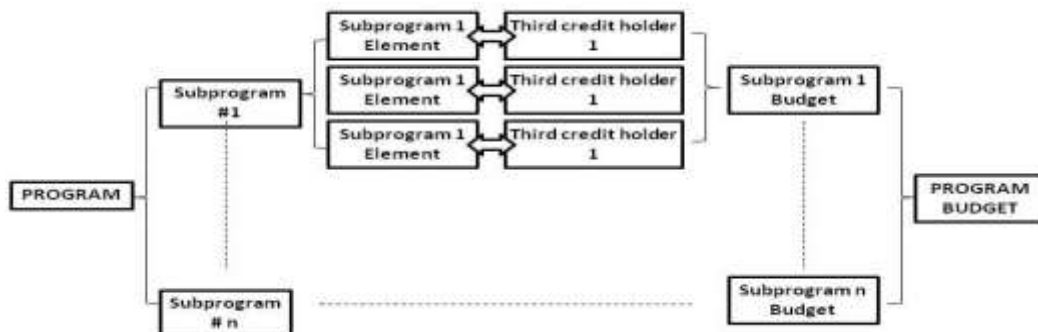 Subprogram 1
Element
Third credit holder
1
Subprogram 1
Element
Third credit holder
1
Subprogram 1
Element
Third credit holder
1
Subprogram
#1
Subprogram 1
Budget
PROGRAM
PROGRAM
BUDGET
Subprogram
# n
Subprogram n
Budget